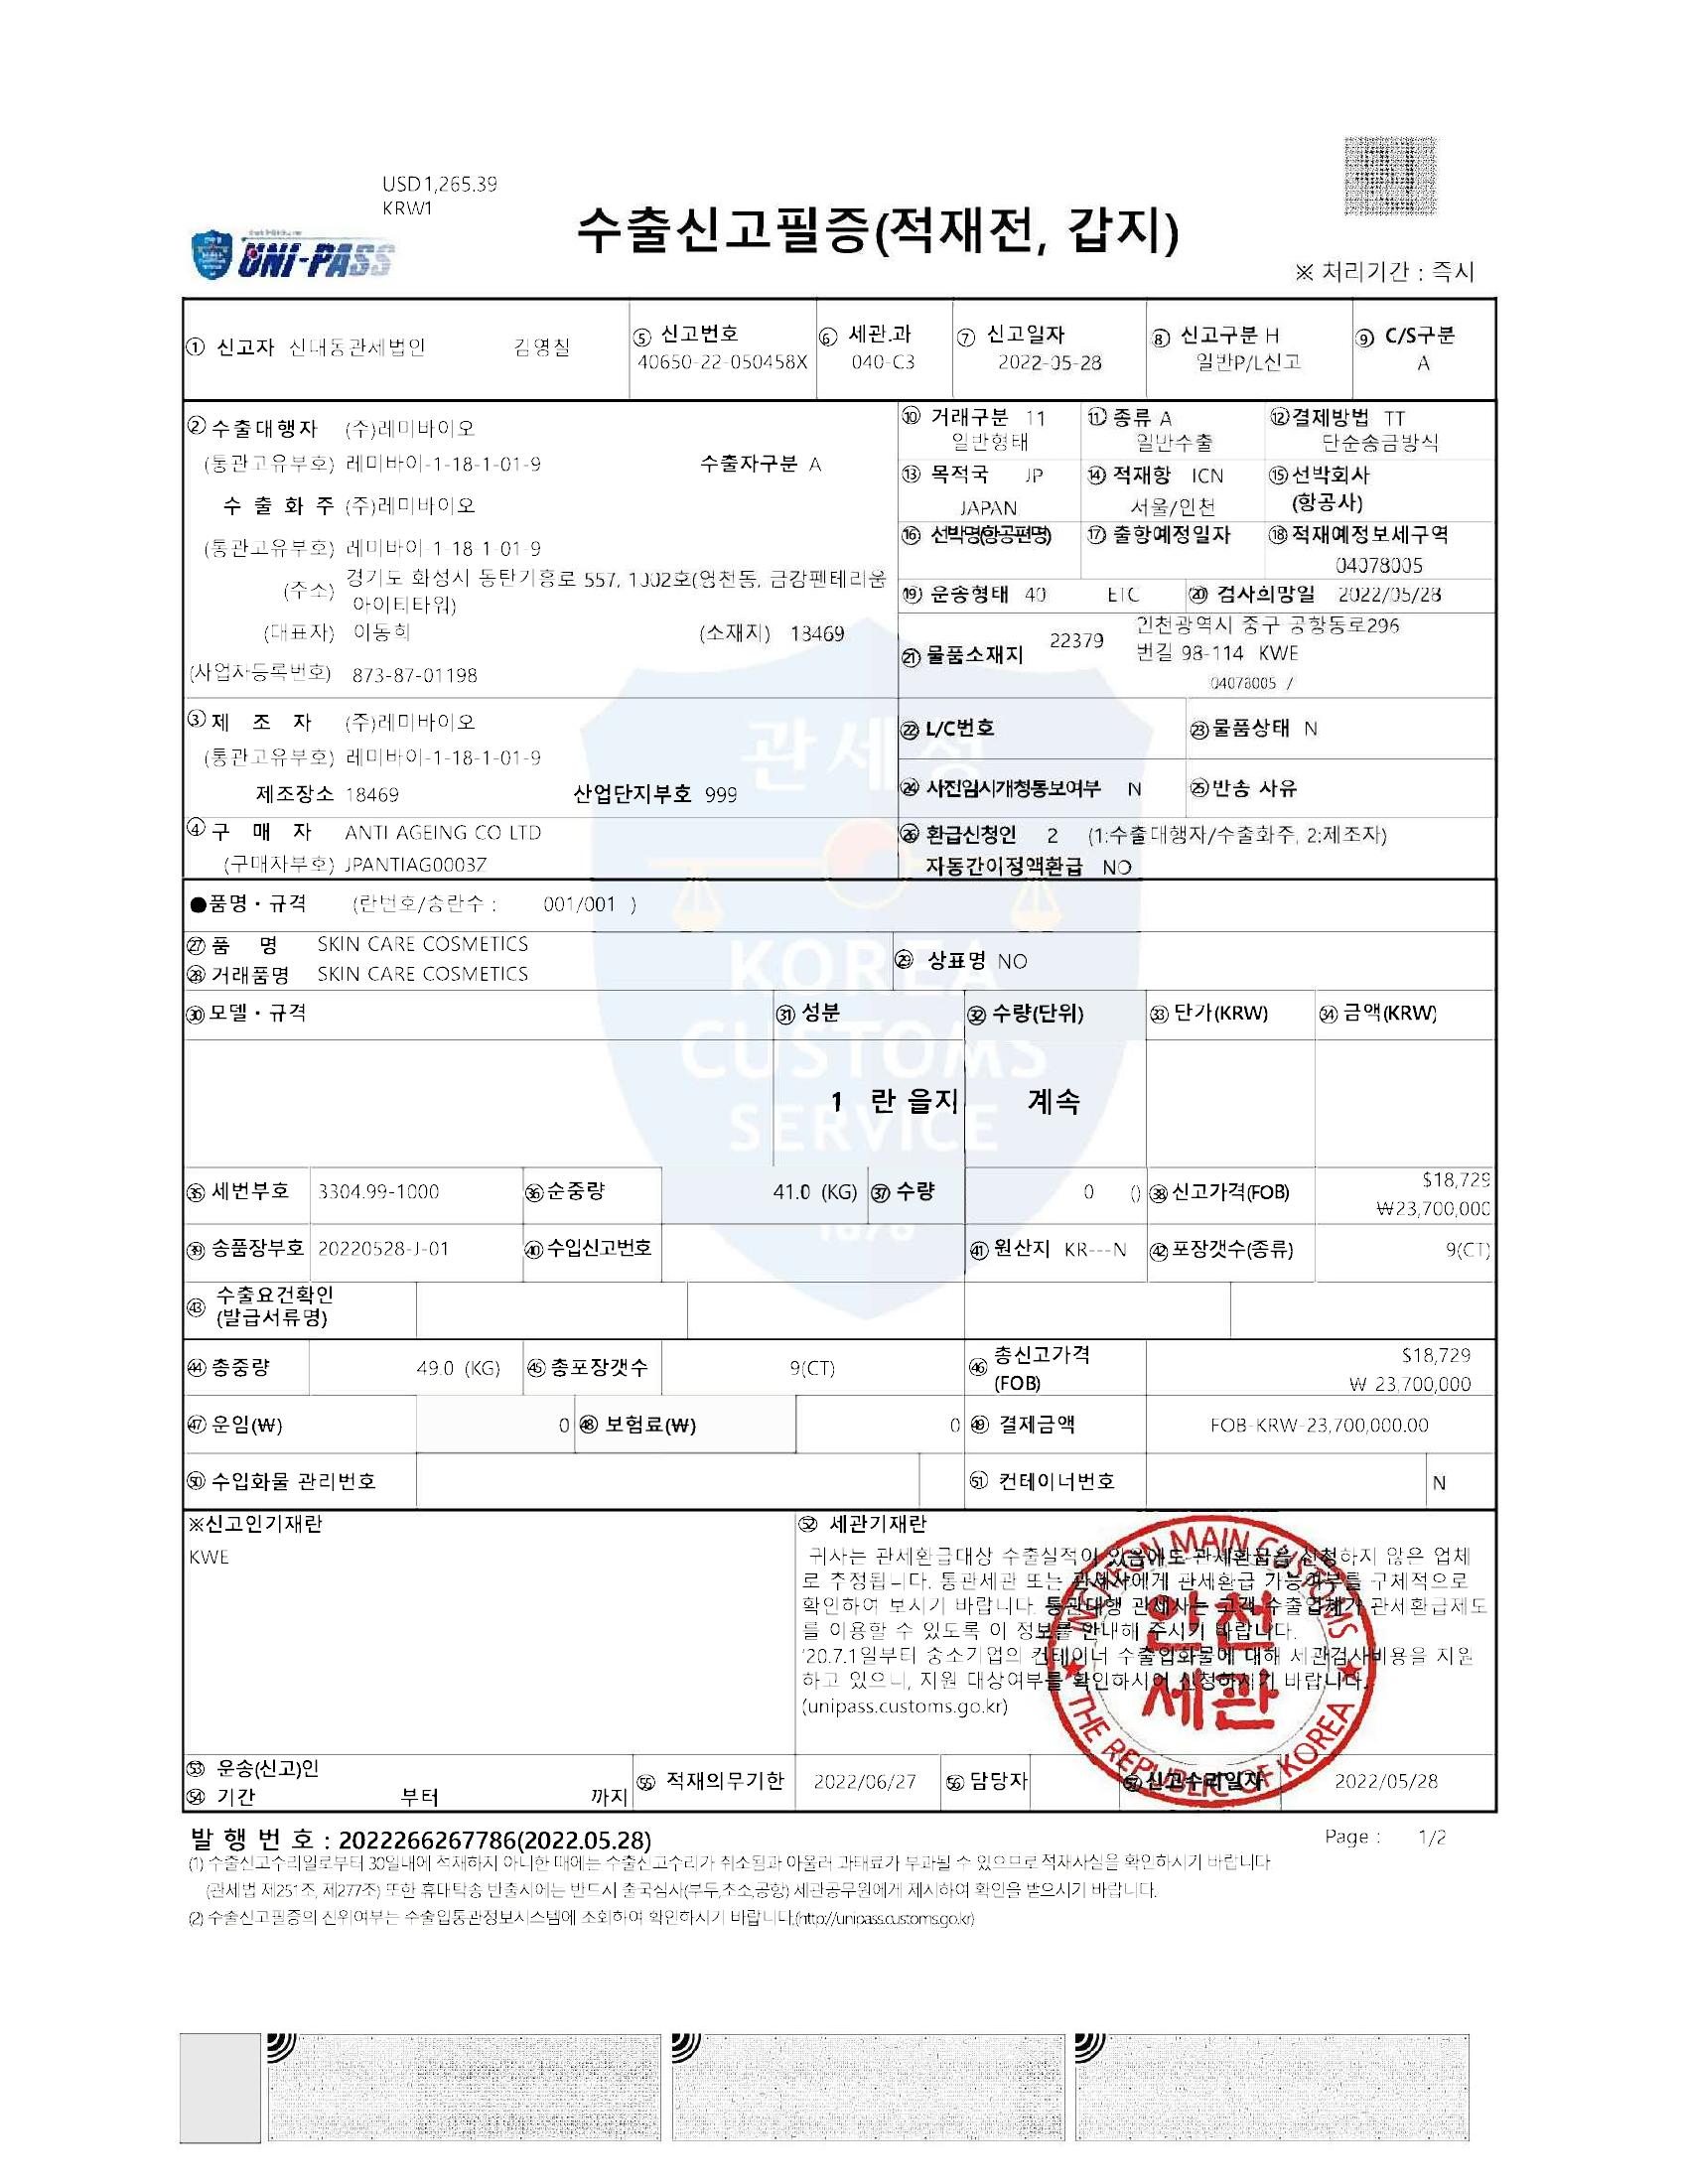 USD1,265.39
KRW1
UNI-PASS
수출신고필증(적재전, 갑지)
※ 처리기간 : 즉시
① 신고자 신대동관세법인 김영칠
⑤ 신고번호
40650-22-050458X
⑥ 세관.과
040-C3
⑦ 신고일자
2022-05-28
⑧ 신고구분 H
일반P/L신고
⑨ C/S구분
A
② 수출대행자 (주)레미바이오
(통관고유부호) 레미바이-1-18-1-01-9 수출자구분 A
수 출 화 주 (주)레미바이오
(통관고유부호) 레미바이-1-18-1-01-9
(주소) 경기도 화성시 동탄기흥로 557, 1002호(영천동, 금강펜테리움
아이티타워)
(대표자) 이동희 (소재지) 18469
(사업자등록번호) 873-87-01198
③ 제 조 자 (주)레미바이오
(통관고유부호) 레미바이-1-18-1-01-9
제조장소 18469 산업단지부호 999
④ 구 매 자 ANTI AGEING CO LTD
(구매자부호) JPANTIAG0003Z
⑩ 거래구분 11
일반형태
⑪ 종류 A
일반수출
⑫ 결제방법 TT
단순송금방식
⑬ 목적국 JP
JAPAN
⑭ 적재항 ICN
서울/인천
⑮ 선박회사
(항공사)
⑯ 선박명(항공편명)
⑰ 출항예정일자
⑱ 적재예정보세구역
04078005
⑲ 운송형태 40 ETC
⑳ 검사희망일 2022/05/28
㉑ 물품소재지 22379 인천광역시 중구 공항동로296
번길 98-114 KWE
04078005 /
㉒ L/C번호
㉓ 물품상태 N
㉔ 사전임시개청통보여부 N
㉕ 반송 사유
㉖ 환급신청인 2 (1:수출대행자/수출화주, 2:제조자)
자동간이정액환급 NO
●품명ㆍ규격 (란번호/총란수 : 001/001 )
㉗ 품 명 SKIN CARE COSMETICS
㉘ 거래품명 SKIN CARE COSMETICS
㉙ 상표명 NO
㉚ 모델ㆍ규격
㉛ 성분
㉜ 수량(단위)
㉝ 단가(KRW)
㉞ 금액(KRW)
1 란 을지 계속
㉟ 세번부호 3304.99-1000
㊱ 순중량 41.0 (KG)
㊲ 수량 0 ()
㊳ 신고가격(FOB) $18,729
₩23,700,000
㊴ 송품장부호 20220528-J-01
㊵ 수입신고번호
㊶ 원산지 KR---N
㊷ 포장갯수(종류) 9(CT)
㊸ 수출요건확인
(발급서류명)
㊹ 총중량 49.0 (KG)
㊺ 총포장갯수 9(CT)
㊻ 총신고가격
(FOB)
$18,729
₩ 23,700,000
㊼ 운임(₩) 0
㊽ 보험료(₩) 0
㊾ 결제금액 FOB-KRW-23,700,000.00
㊿ 수입화물 관리번호
51 컨테이너번호 N
※신고인기재란
KWE
52 세관기재란
귀사는 관세환급대상 수출실적이 있음에도 관세환급을 신청하지 않은 업체
로 추정됩니다. 통관세관 또는 관세사에게 관세환급 가능여부를 구체적으로
확인하여 보시기 바랍니다. 통관대행 관세사는 고객 수출업체가 관세환급제도
를 이용할 수 있도록 이 정보를 안내해 주시기 바랍니다.
'20.7.1일부터 중소기업의 컨테이너 수출입화물에 대해 세관검사비용을 지원
하고 있으니, 지원 대상여부를 확인하시어 신청하시기 바랍니다.
(unipass.customs.go.kr)
INCHEON MAIN CUSTOMS
인천
세관
THE REPUBLIC OF KOREA
53 운송(신고)인
54 기간 부터 까지
55 적재의무기한 2022/06/27
56 담당자
57 신고수리일자 2022/05/28
관세청
KOREA
CUSTOMS
SERVICE
1878
발 행 번 호 : 2022266267786(2022.05.28)
Page : 1/2
(1) 수출신고수리일로부터 30일내에 적재하지 아니한 때에는 수출신고수리가 취소됨과 아울러 과태료가 부과될 수 있으므로 적재사실을 확인하시기 바랍니다
(관세법 제251조, 제277조) 또한 휴대탁송 반출시에는 반드시 출국심사(부두,초소,공항) 세관공무원에게 제시하여 확인을 받으시기 바랍니다.
(2) 수출신고필증의 진위여부는 수출입통관정보시스템에 조회하여 확인하시기 바랍니다.(http://unipass.customs.go.kr)